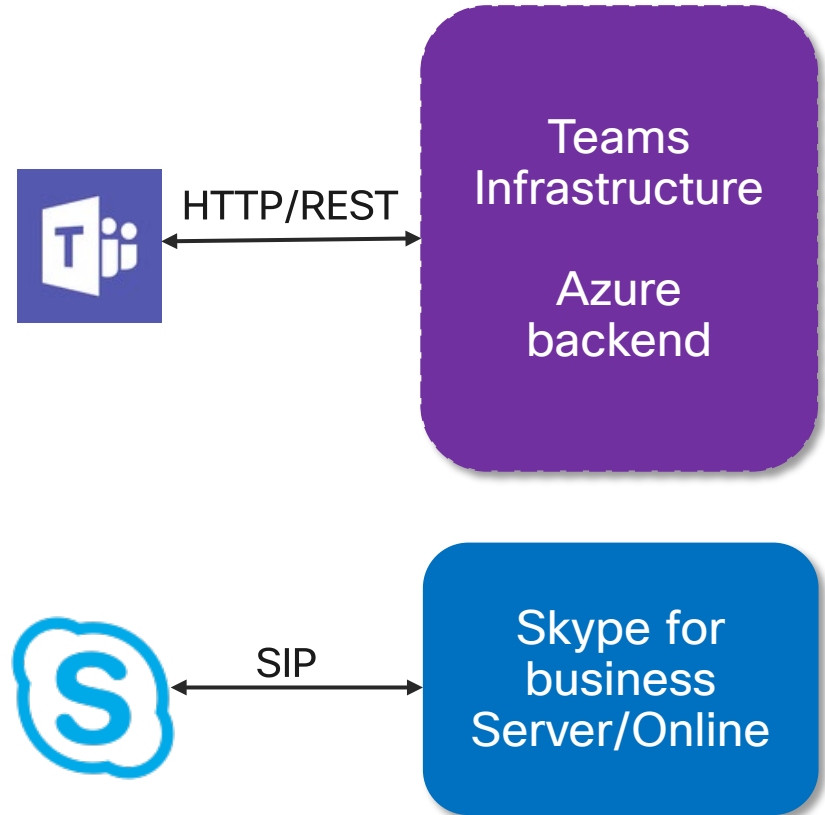 Teams
Infrastructure
Azure
backend
HTTP/REST
T
Skype for
business
Server/Online
SIP
S